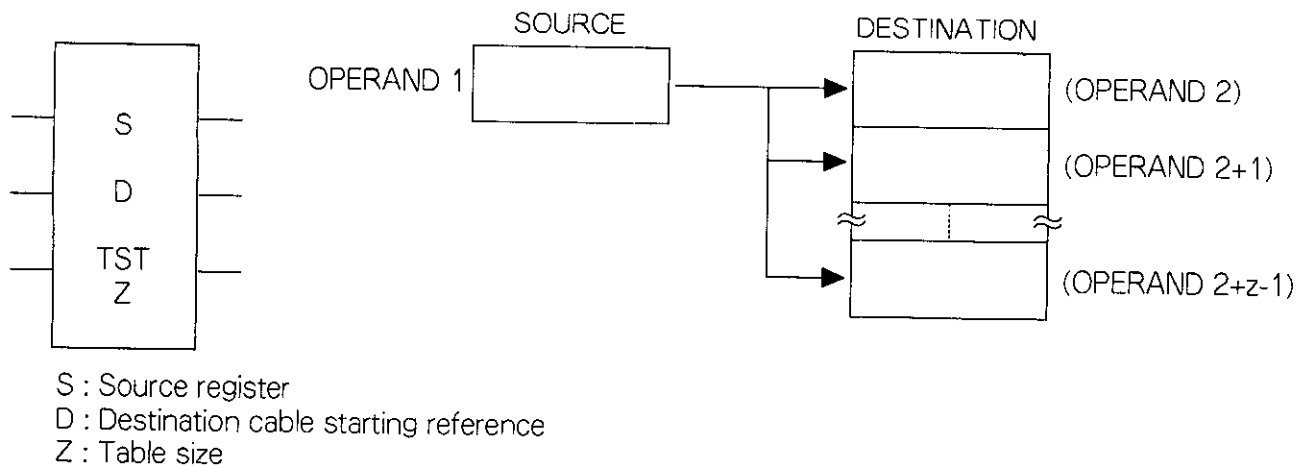 SOURCE
DESTINATION
OPERAND 1
(OPERAND 2)
S
(OPERAND 2+1)
D
TST
Z
(OPERAND 2+z-1)
S : Source register
D : Destination cable starting reference
Z : Table size